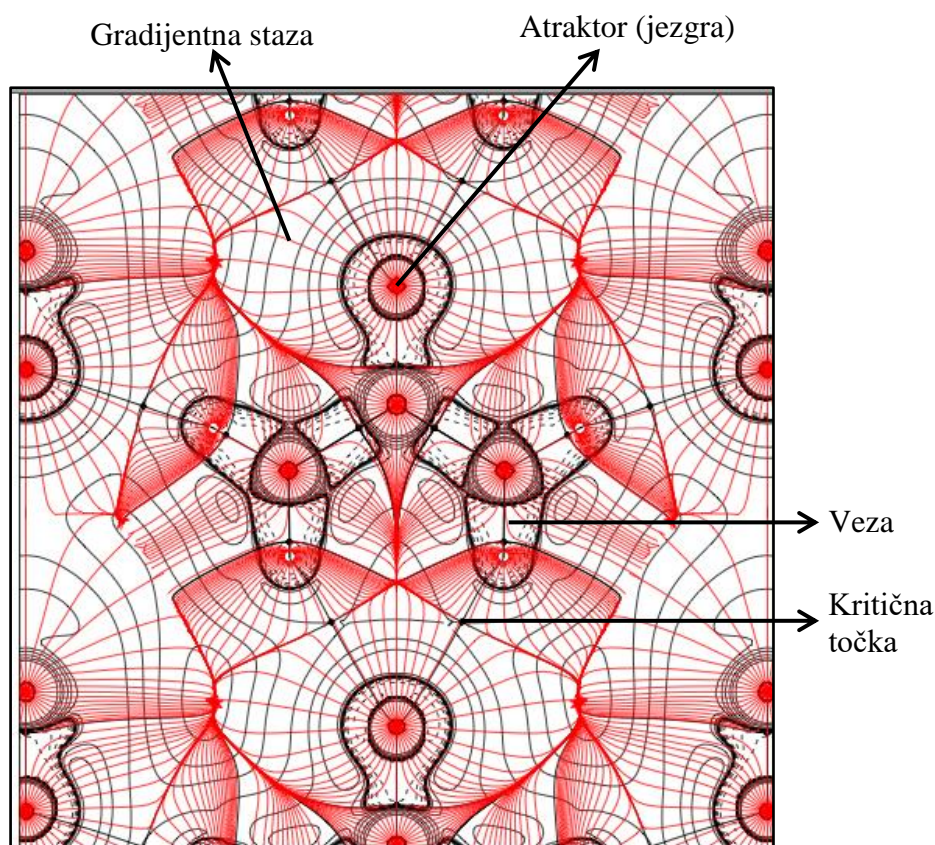 Gradijentna staza
Atraktor (jezgra)
Veza
Kritična
točka